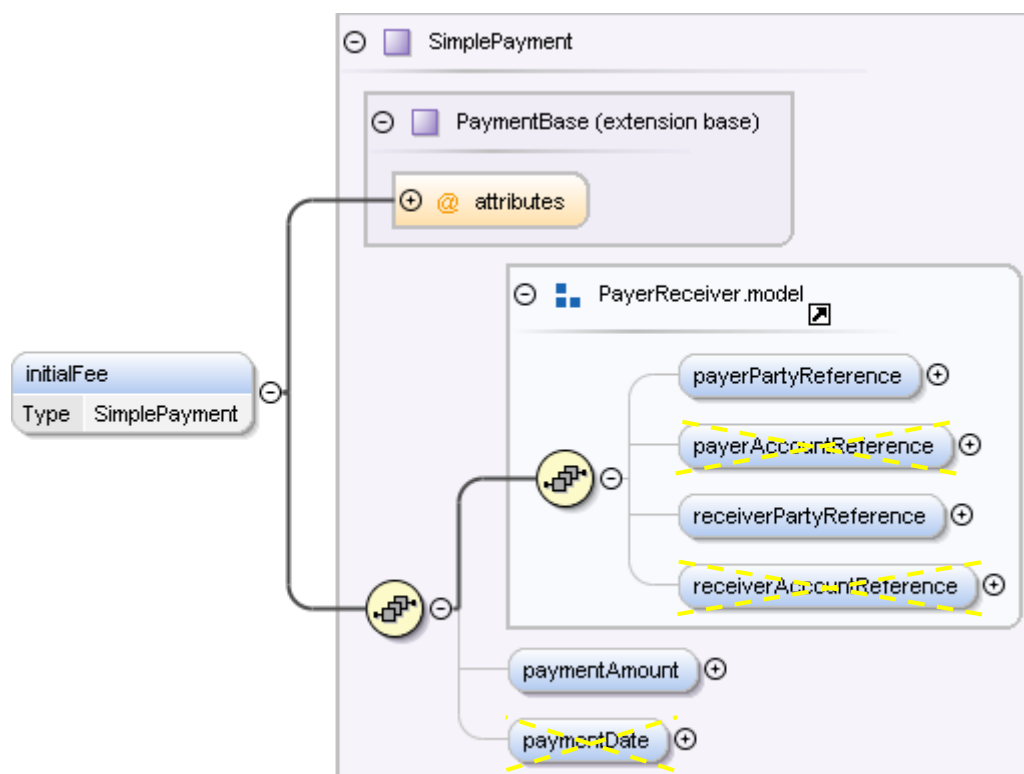 SimplePayment
PaymentBase (extension base)
@ attributes
PayerReceiver.model
initialFee
Type SimplePayment
payerPartyReference
payerAccountReference
receiverPartyReference
receiverAccountReference
paymentAmount
paymentDate